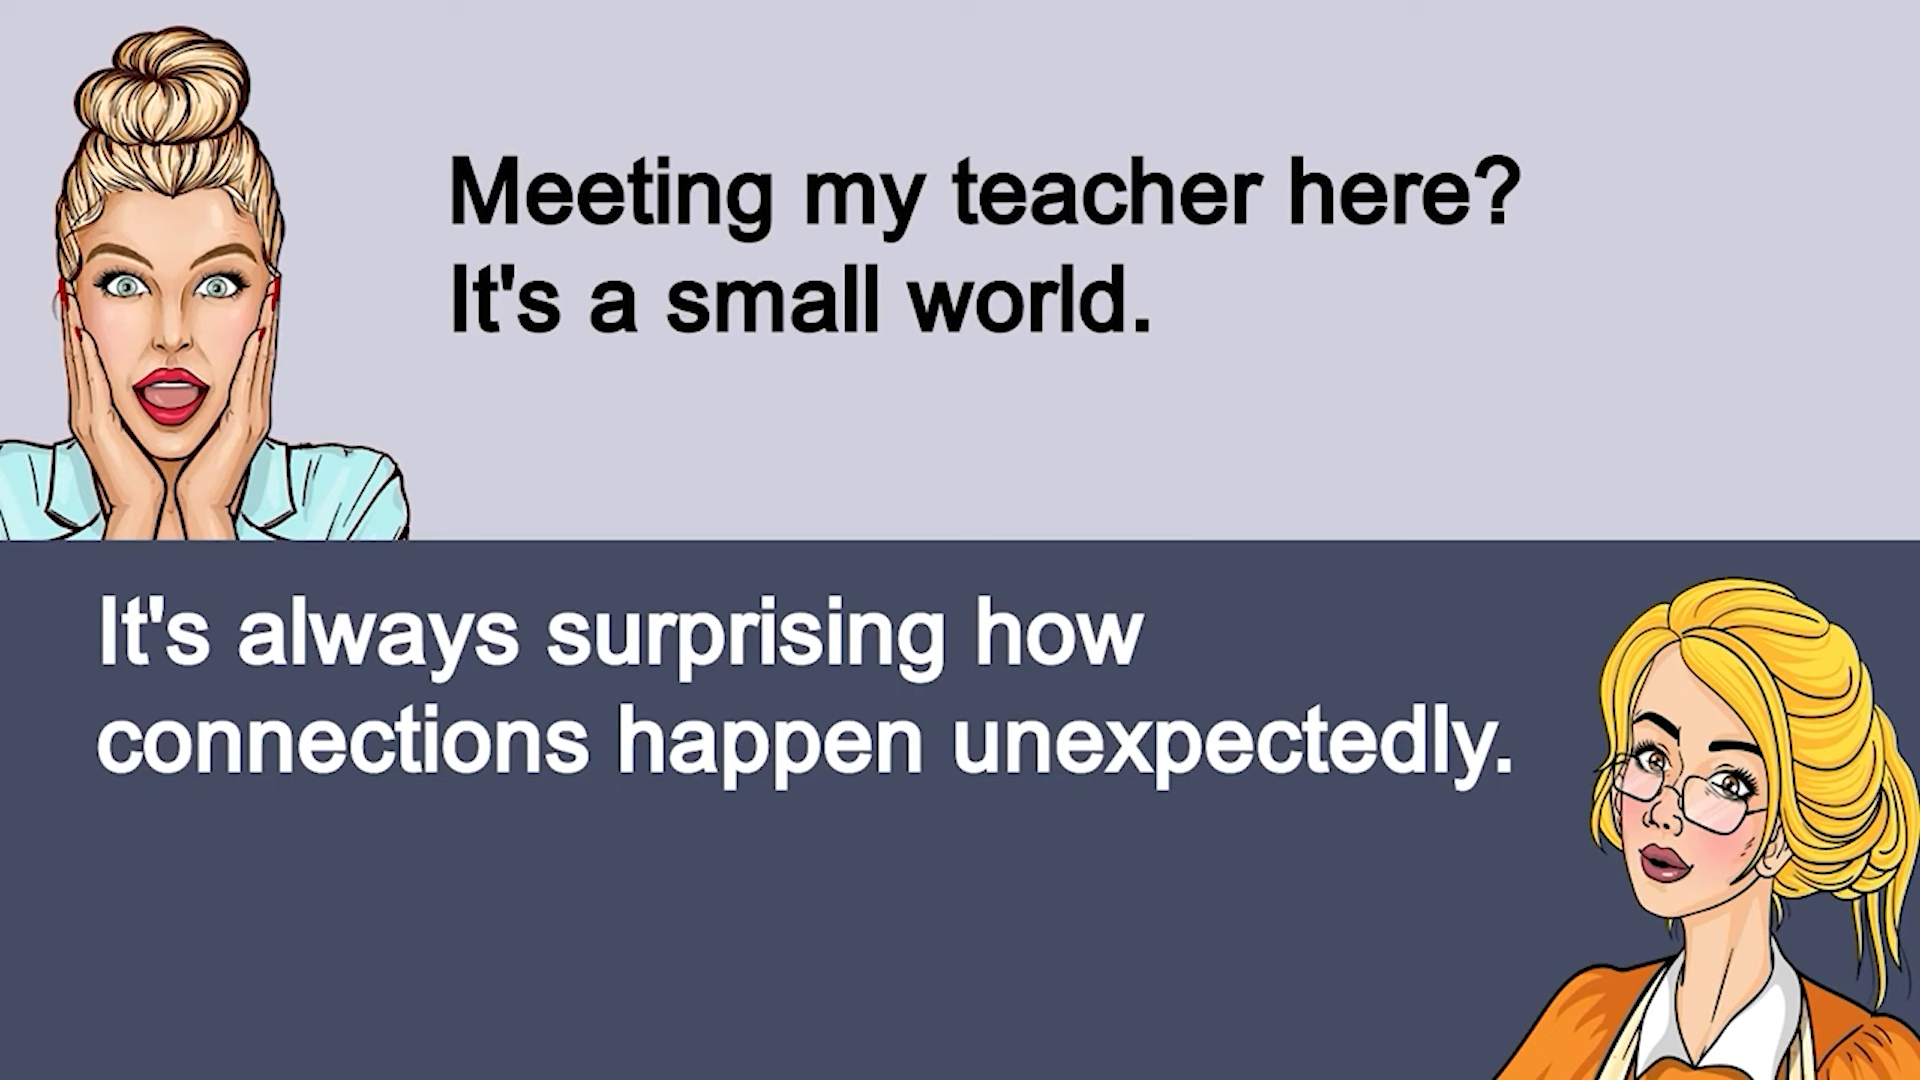 Meeting my teacher here?
It's a small world.
It's always surprising how
connections happen unexpectedly.